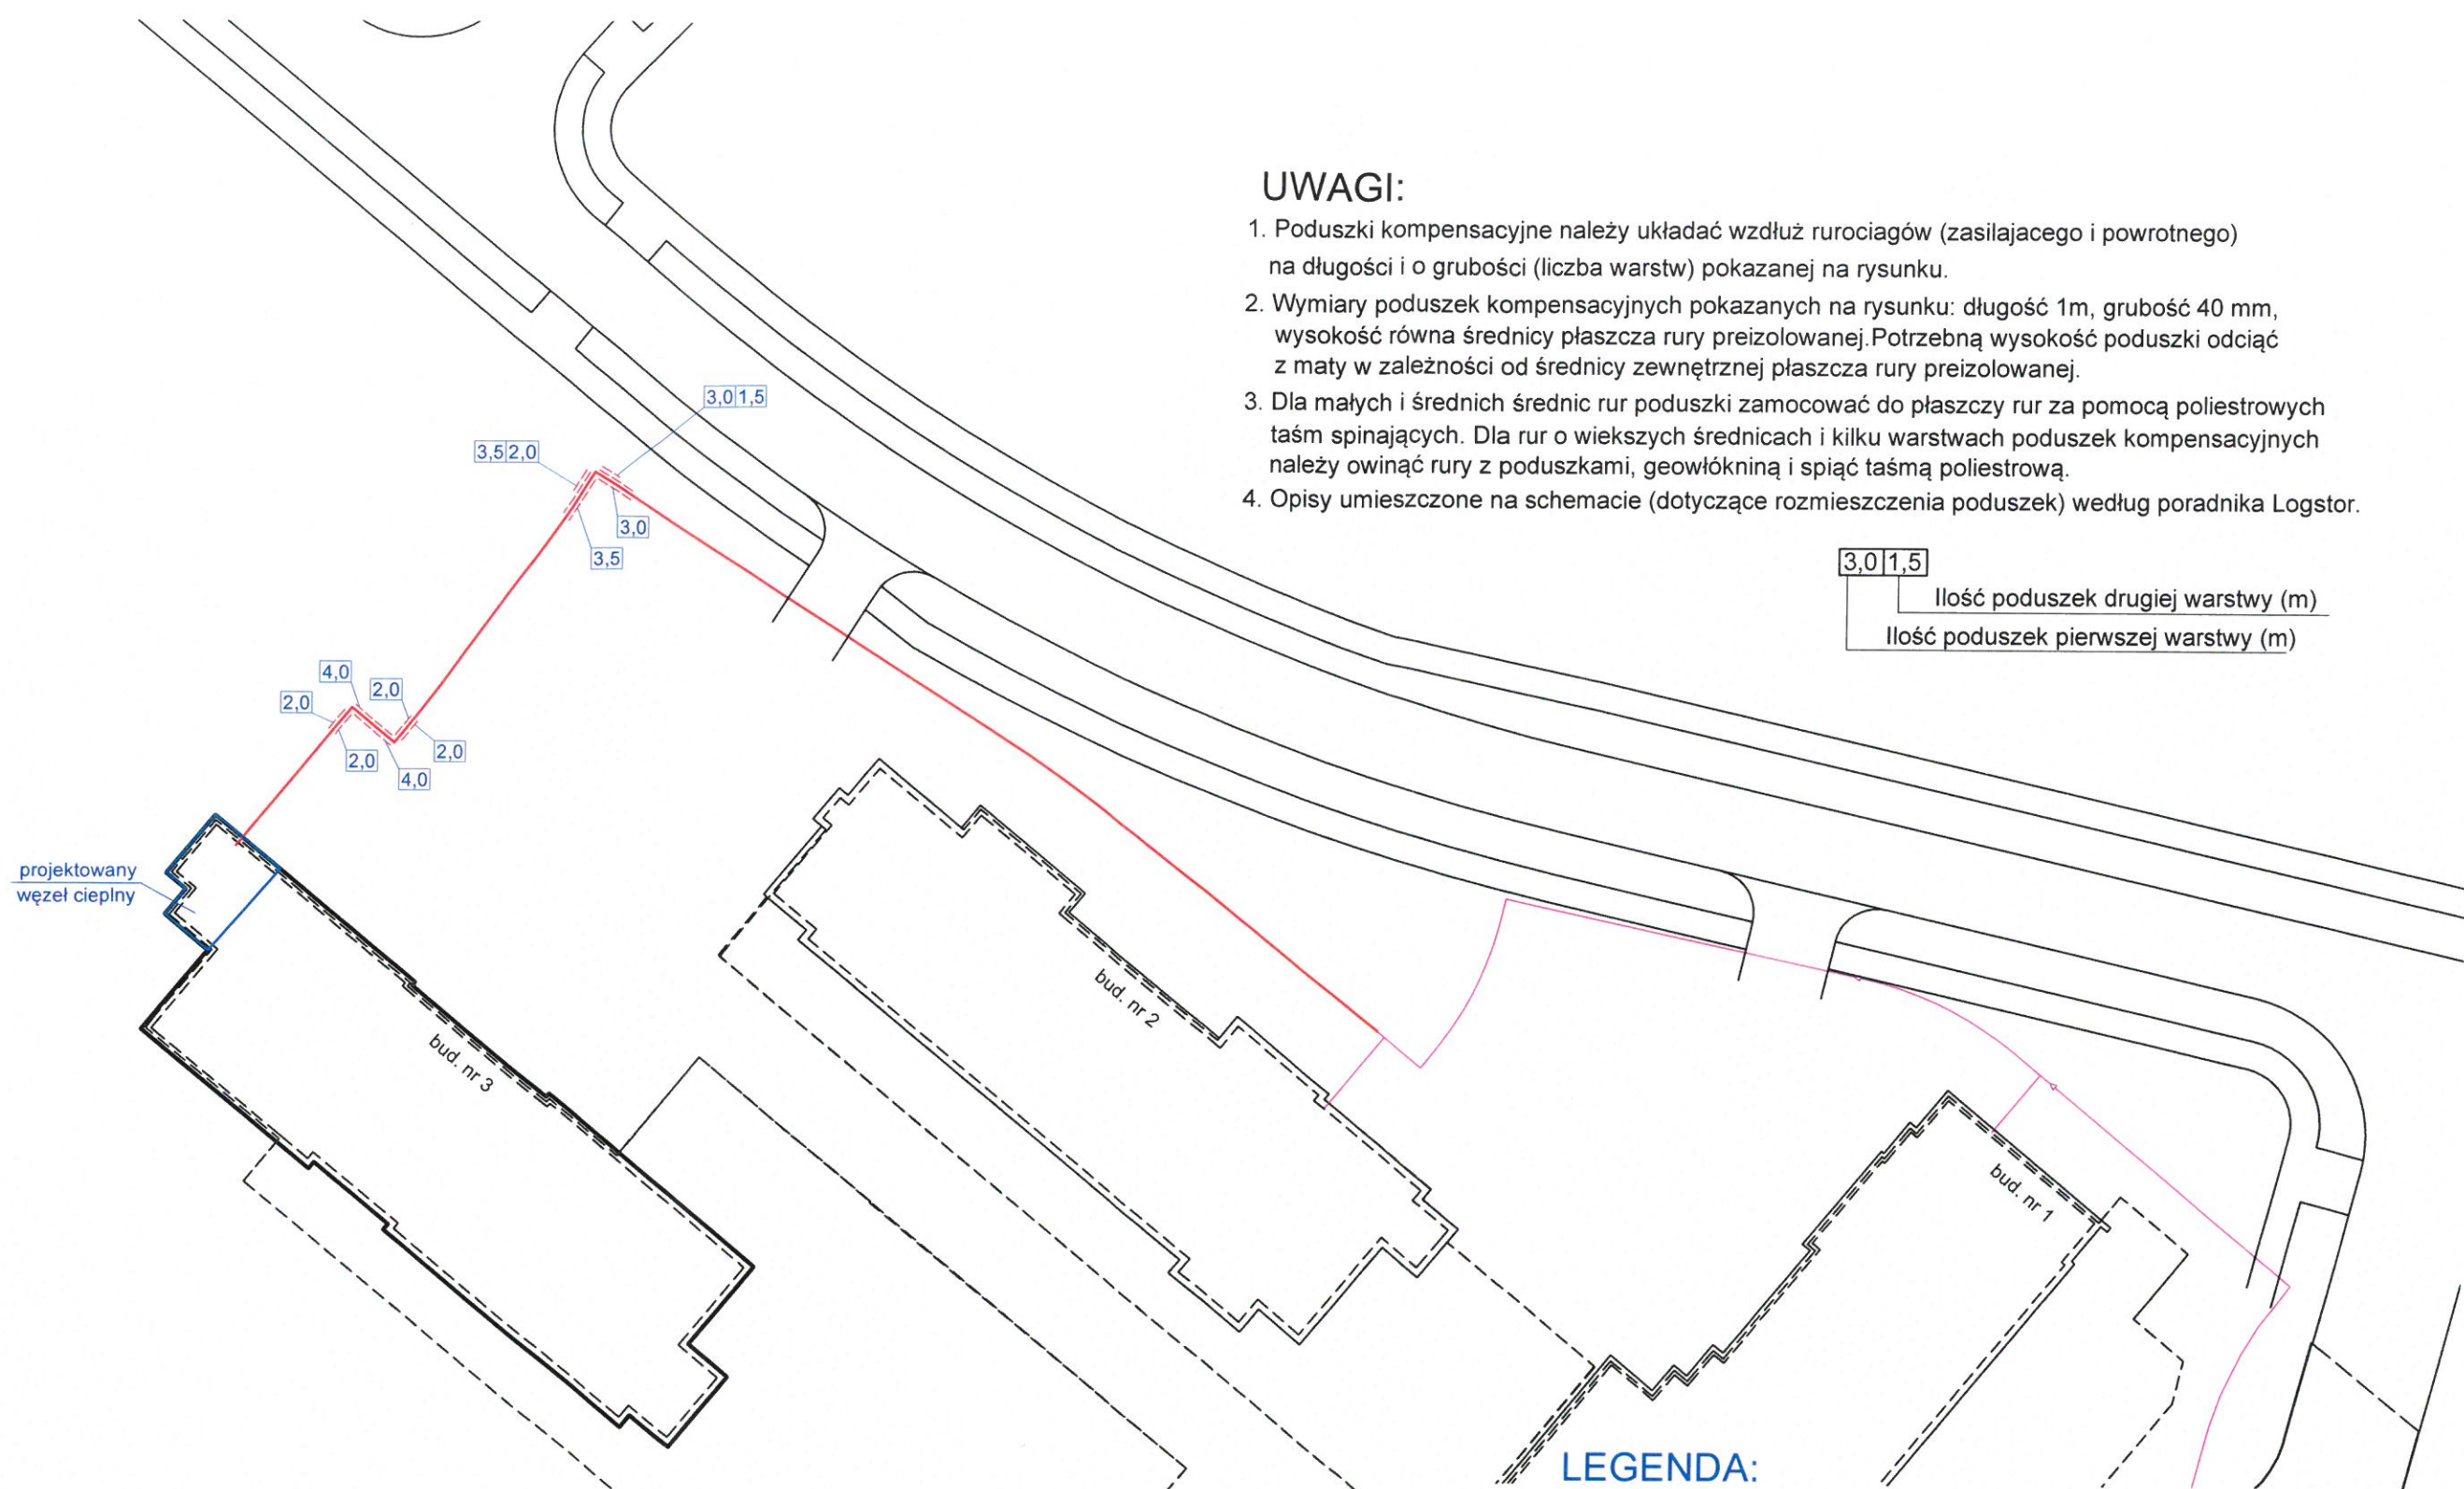 UWAGI:
1. Poduszki kompensacyjne należy układać wzdłuż rurociagów (zasilajacego i powrotnego)
na długości i o grubości (liczba warstw) pokazanej na rysunku.
2. Wymiary poduszek kompensacyjnych pokazanych na rysunku: długość 1m, grubość 40 mm,
wysokość równa średnicy płaszcza rury preizolowanej.Potrzebną wysokość poduszki odciąć
z maty w zależności od średnicy zewnętrznej płaszcza rury preizolowanej.
3. Dla małych i średnich średnic rur poduszki zamocować do płaszczy rur za pomocą poliestrowych
taśm spinających. Dla rur o wiekszych średnicach i kilku warstwach poduszek kompensacyjnych
należy owinąć rury z poduszkami, geowłókniną i spiąć taśmą poliestrową.
4. Opisy umieszczone na schemacie (dotyczące rozmieszczenia poduszek) według poradnika Logstor.
3,0 1,5
Ilość poduszek drugiej warstwy (m)
Ilość poduszek pierwszej warstwy (m)
3,0 1,5
3,5 2,0
3,0
3,5
4,0
2,0
2,0
2,0
2,0
4,0
projektowany
węzeł cieplny
bud. nr 3
bud. nr 2
bud. nr 1
LEGENDA: